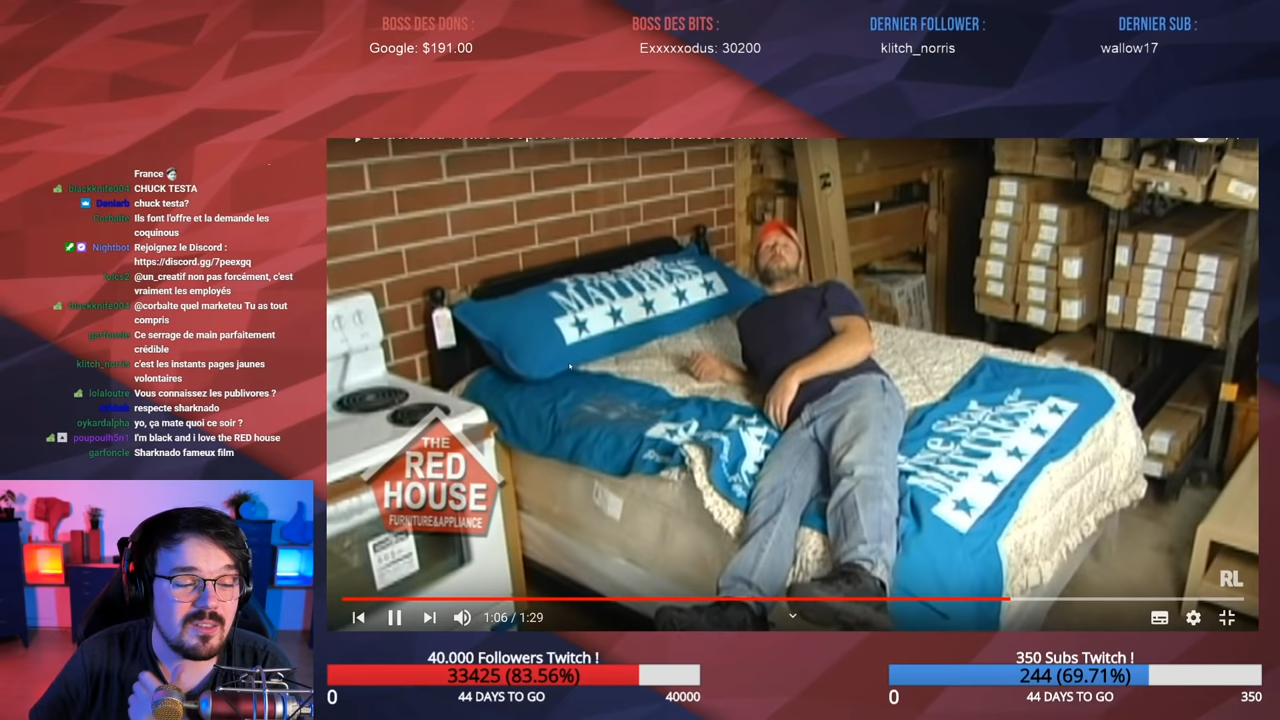 BOSS DES DONS :
BOSS DES BITS :
DERNIER FOLLOWER :
DERNIER SUB :
Google: $191.00
Exxxxxodus: 30200
klitch_norris
wallow17
France
blackknife004 CHUCK TESTA
Daniarb chuck testa?
Corbalte Ils font l'offre et la demande les
coquinous
Nightbot Rejoignez le Discord :
https://discord.gg/7peexgq
@un_creatif non pas forcément, c'est
vraiment les employés
blackknife004 @corbalte quel marketeu Tu as tout
compris
garfoncle Ce serrage de main parfaitement
crédible
klitch_norris c'est les instants pages jaunes
volontaires
lolaloutre Vous connaissez les publivores ?
respecte sharknado
oykardalpha yo, ça mate quoi ce soir ?
poupoulh5n1 I'm black and i love the RED house
garfoncle Sharknado fameux film
MATTRESS
MATTRESS
THE
RED
HOUSE
FURNITURE&APPLIANCE
RL
1:06 / 1:29
40.000 Followers Twitch !
33425 (83.56%)
0 44 DAYS TO GO 40000
350 Subs Twitch !
244 (69.71%)
0 44 DAYS TO GO 350